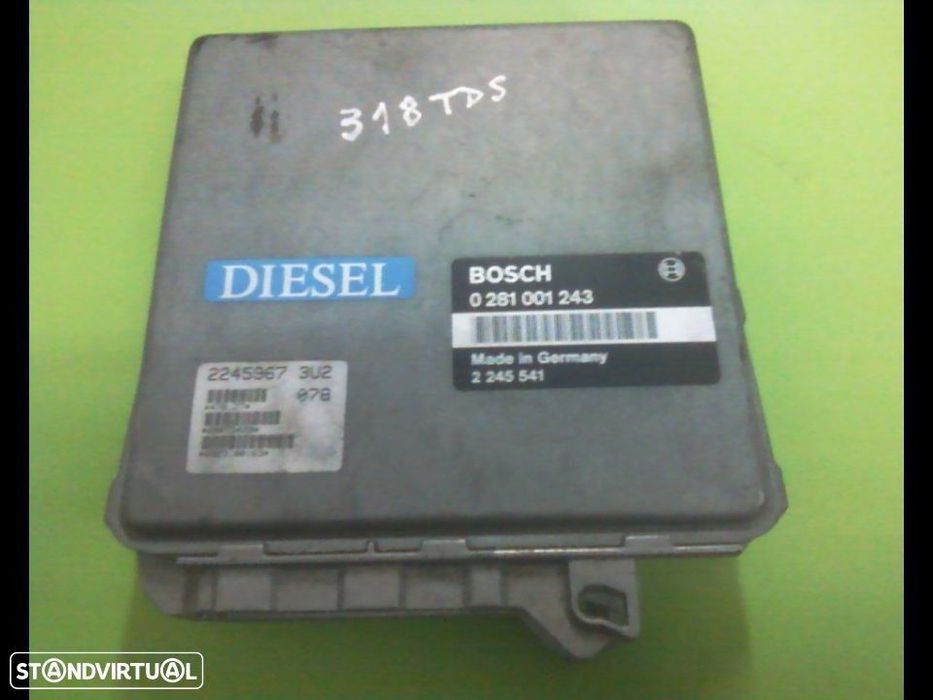 318TDS
DIESEL
BOSCH
0 281 001 243
Made in Germany
2 245 541
2245967 3U2
078
STANDVIRTUAL